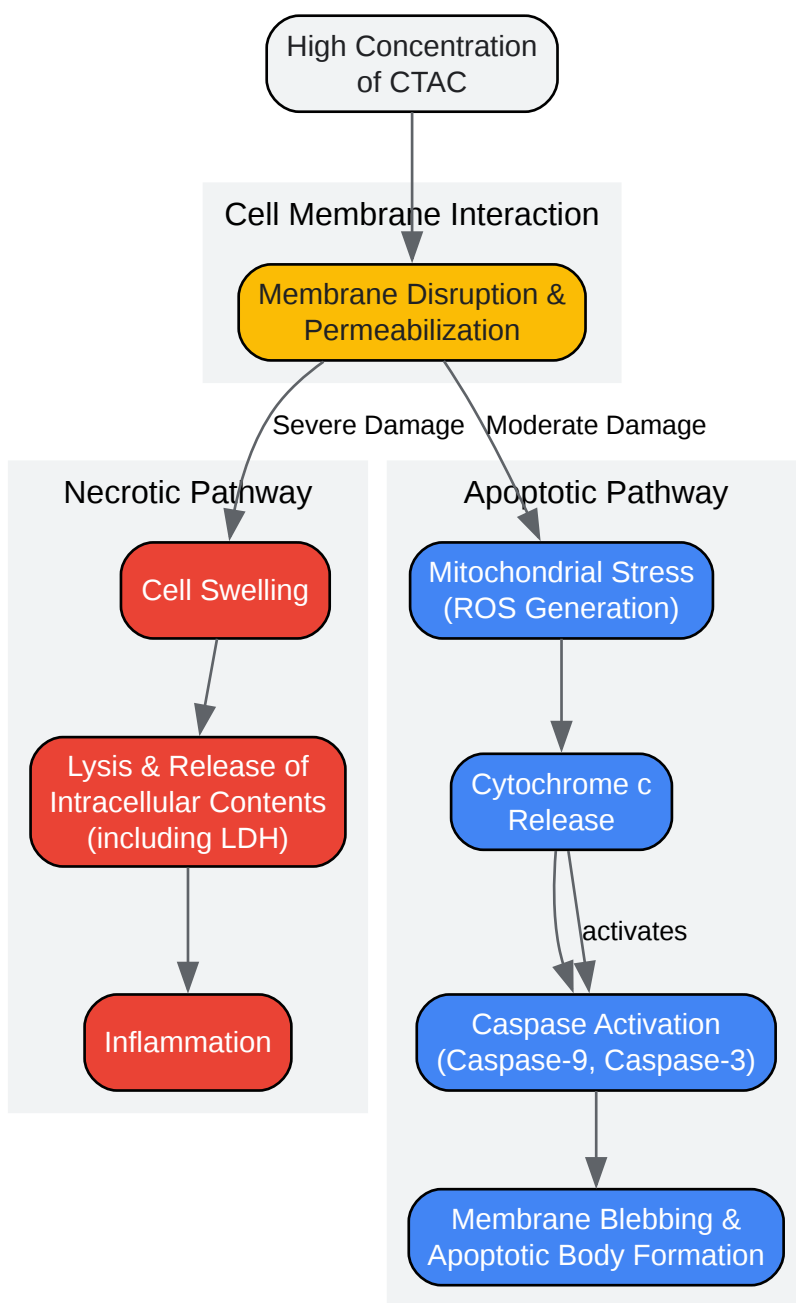 High Concentration
of CTAC
Cell Membrane Interaction
Membrane Disruption &
Permeabilization
Severe Damage
Moderate Damage
Necrotic Pathway
Cell Swelling
Lysis & Release of
Intracellular Contents
(including LDH)
Inflammation
Apoptotic Pathway
Mitochondrial Stress
(ROS Generation)
Cytochrome c
Release
activates
Caspase Activation
(Caspase-9, Caspase-3)
Membrane Blebbing &
Apoptotic Body Formation